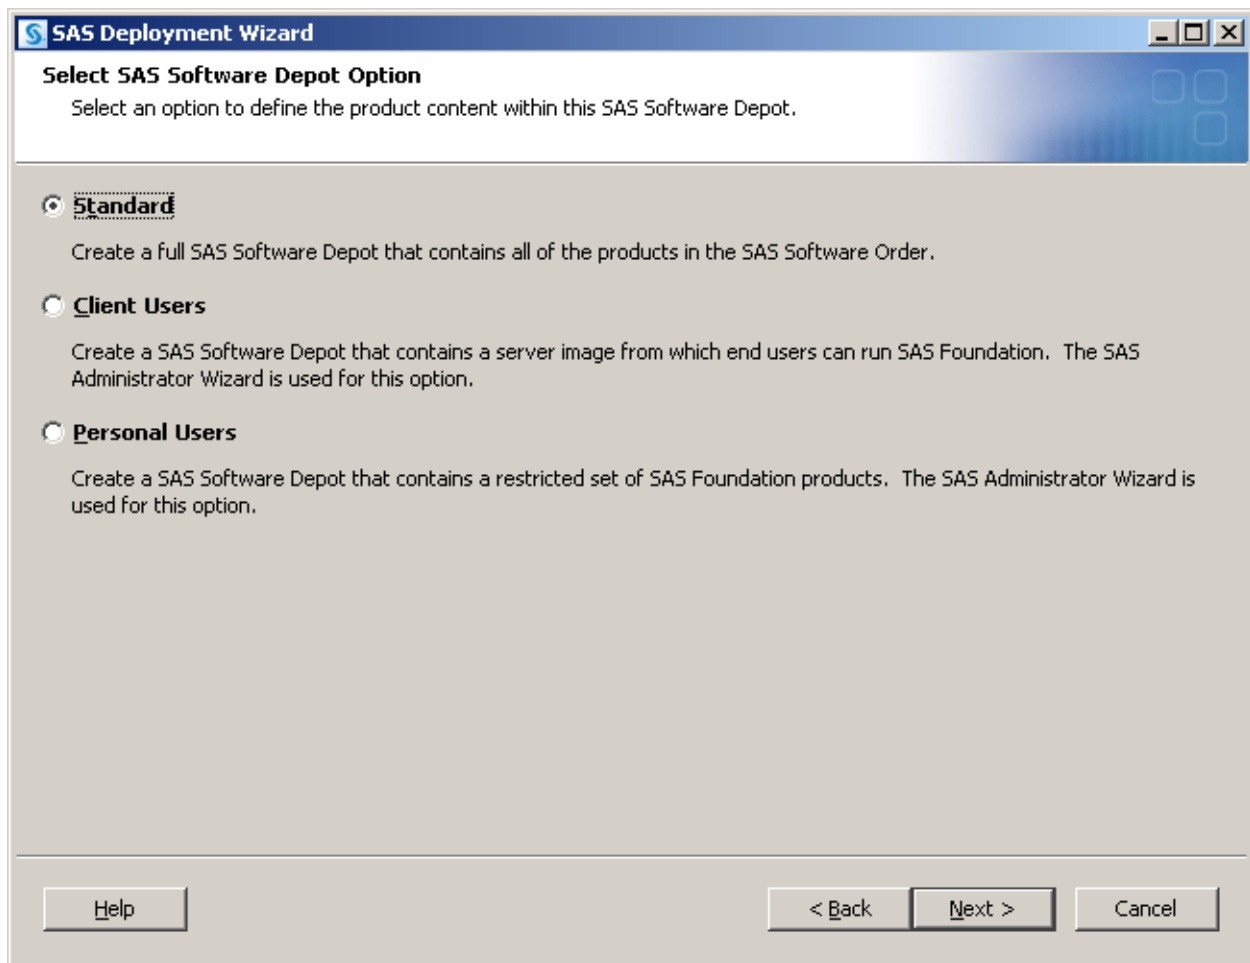 SAS Deployment Wizard
Select SAS Software Depot Option
Select an option to define the product content within this SAS Software Depot.
Standard
Create a full SAS Software Depot that contains all of the products in the SAS Software Order.
Client Users
Create a SAS Software Depot that contains a server image from which end users can run SAS Foundation.  The SAS
Administrator Wizard is used for this option.
Personal Users
Create a SAS Software Depot that contains a restricted set of SAS Foundation products.  The SAS Administrator Wizard is
used for this option.
Help
< Back
Next >
Cancel